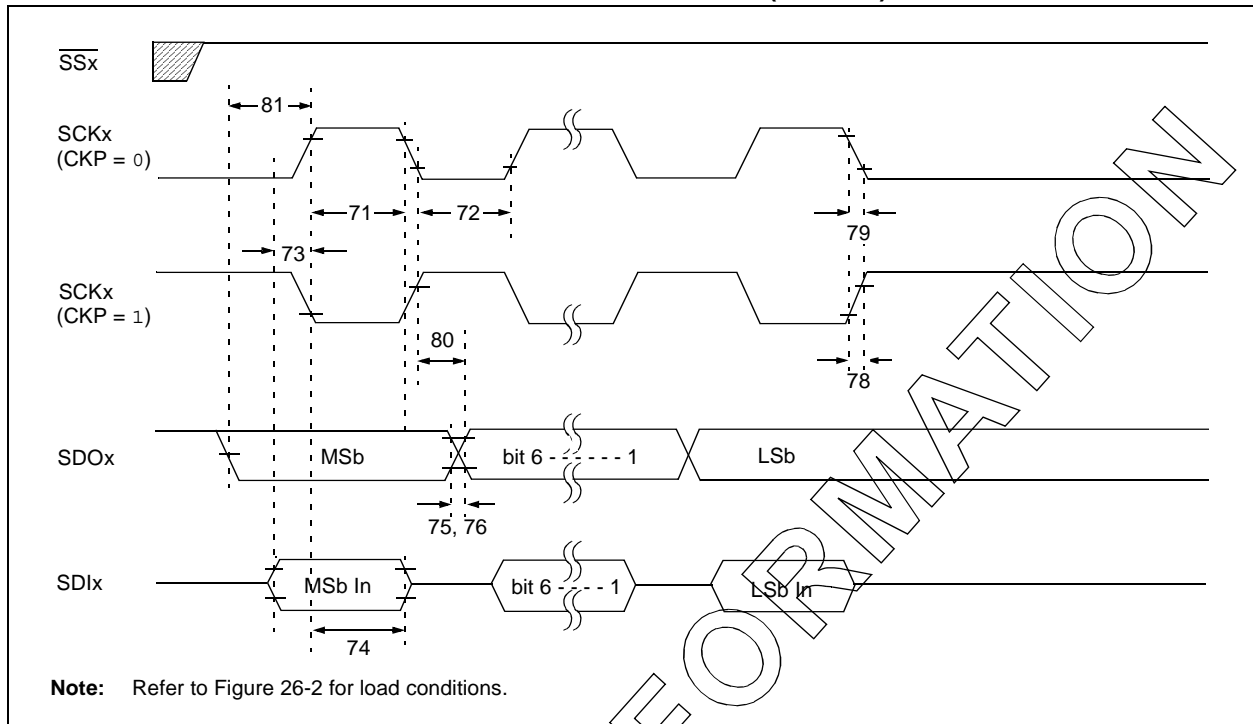 SSx
81
SCKx
(CKP = 0)
71
72
79
73
SCKx
(CKP = 1)
80
78
SDOx
MSb
bit 6 - - - - - - 1
LSb
75, 76
SDIx
MSb In
bit 6 - - - - 1
LSb In
74
Note: Refer to Figure 26-2 for load conditions.
FORMATION